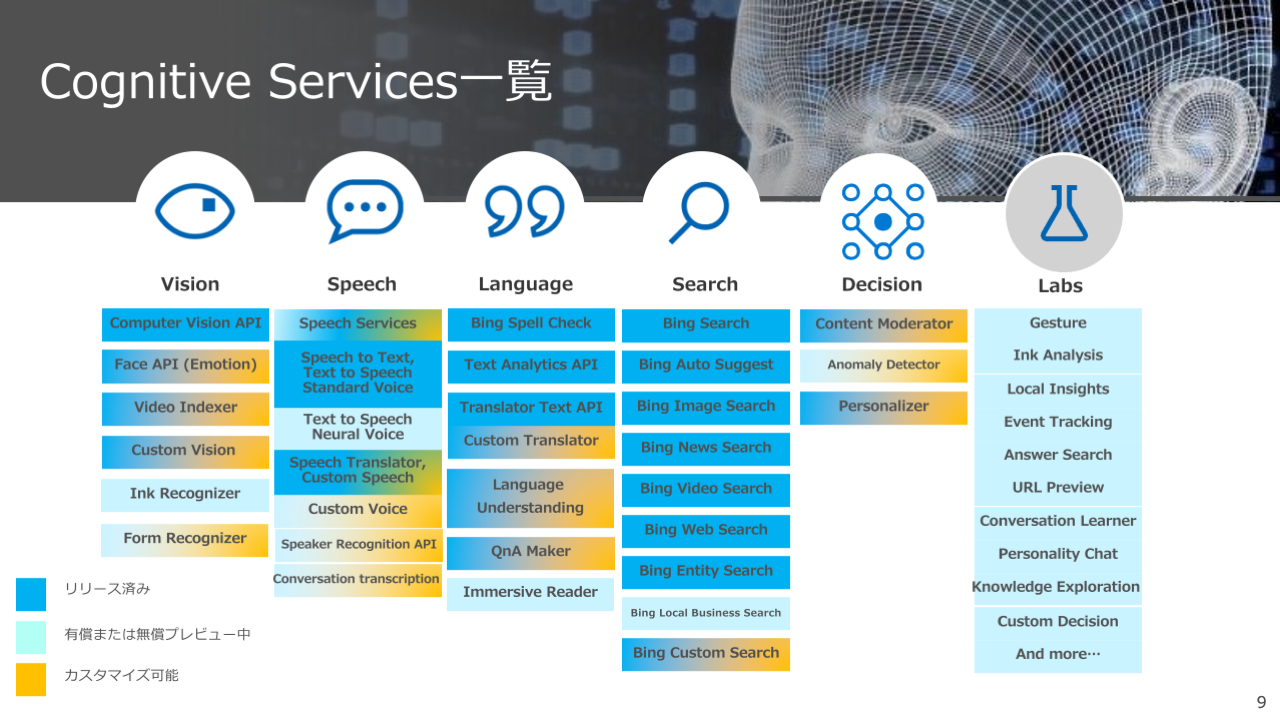 Cognitive Services一覧
Vision
Computer Vision API
Face API (Emotion)
Video Indexer
Custom Vision
Ink Recognizer
Form Recognizer
Speech
Speech Services
Speech to Text,
Text to Speech
Standard Voice
Text to Speech
Neural Voice
Speech Translator,
Custom Speech
Custom Voice
Speaker Recognition API
Conversation transcription
Language
Bing Spell Check
Text Analytics API
Translator Text API
Custom Translator
Language
Understanding
QnA Maker
Immersive Reader
Search
Bing Search
Bing Auto Suggest
Bing Image Search
Bing News Search
Bing Video Search
Bing Web Search
Bing Entity Search
Bing Local Business Search
Bing Custom Search
Decision
Content Moderator
Anomaly Detector
Personalizer
Labs
Gesture
Ink Analysis
Local Insights
Event Tracking
Answer Search
URL Preview
Conversation Learner
Personality Chat
Knowledge Exploration
Custom Decision
And more…
リリース済み
有償または無償プレビュー中
カスタマイズ可能
9